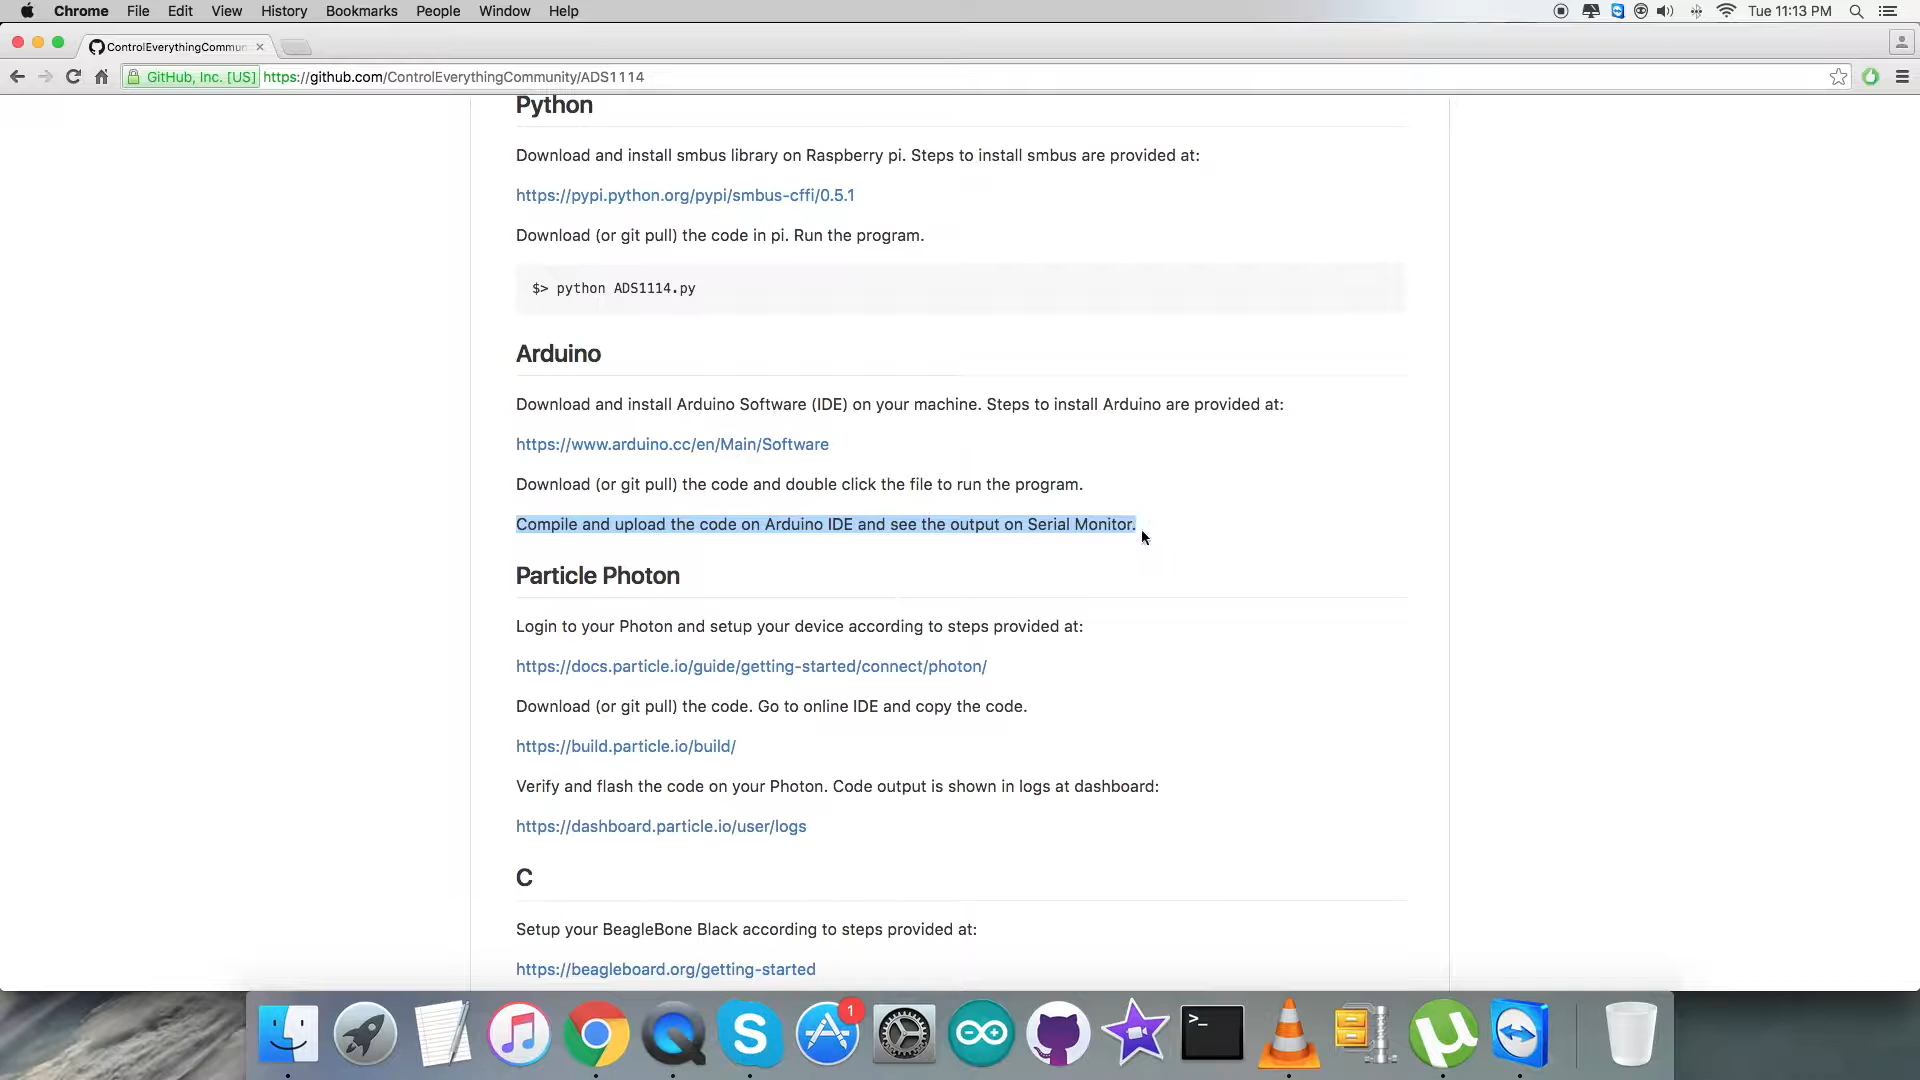 Chrome File Edit View History Bookmarks People Window Help Tue 11:13 PM
ControlEverythingCommun
GitHub, Inc. [US] https://github.com/ControlEverythingCommunity/ADS1114
Python
Download and install smbus library on Raspberry pi. Steps to install smbus are provided at:
https://pypi.python.org/pypi/smbus-cffi/0.5.1
Download (or git pull) the code in pi. Run the program.
$> python ADS1114.py
Arduino
Download and install Arduino Software (IDE) on your machine. Steps to install Arduino are provided at:
https://www.arduino.cc/en/Main/Software
Download (or git pull) the code and double click the file to run the program.
Compile and upload the code on Arduino IDE and see the output on Serial Monitor.
Particle Photon
Login to your Photon and setup your device according to steps provided at:
https://docs.particle.io/guide/getting-started/connect/photon/
Download (or git pull) the code. Go to online IDE and copy the code.
https://build.particle.io/build/
Verify and flash the code on your Photon. Code output is shown in logs at dashboard:
https://dashboard.particle.io/user/logs
C
Setup your BeagleBone Black according to steps provided at:
https://beagleboard.org/getting-started
1